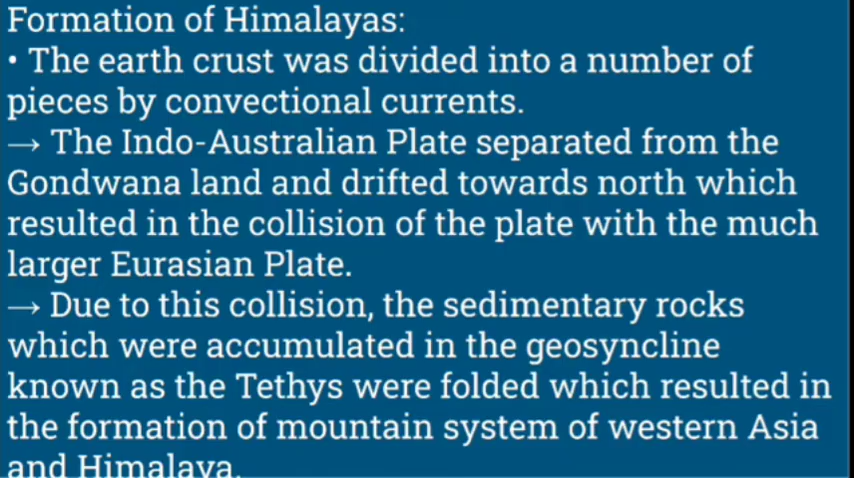 Formation of Himalayas:
• The earth crust was divided into a number of
pieces by convectional currents.
→ The Indo-Australian Plate separated from the
Gondwana land and drifted towards north which
resulted in the collision of the plate with the much
larger Eurasian Plate.
→ Due to this collision, the sedimentary rocks
which were accumulated in the geosyncline
known as the Tethys were folded which resulted in
the formation of mountain system of western Asia
and Himalaya.